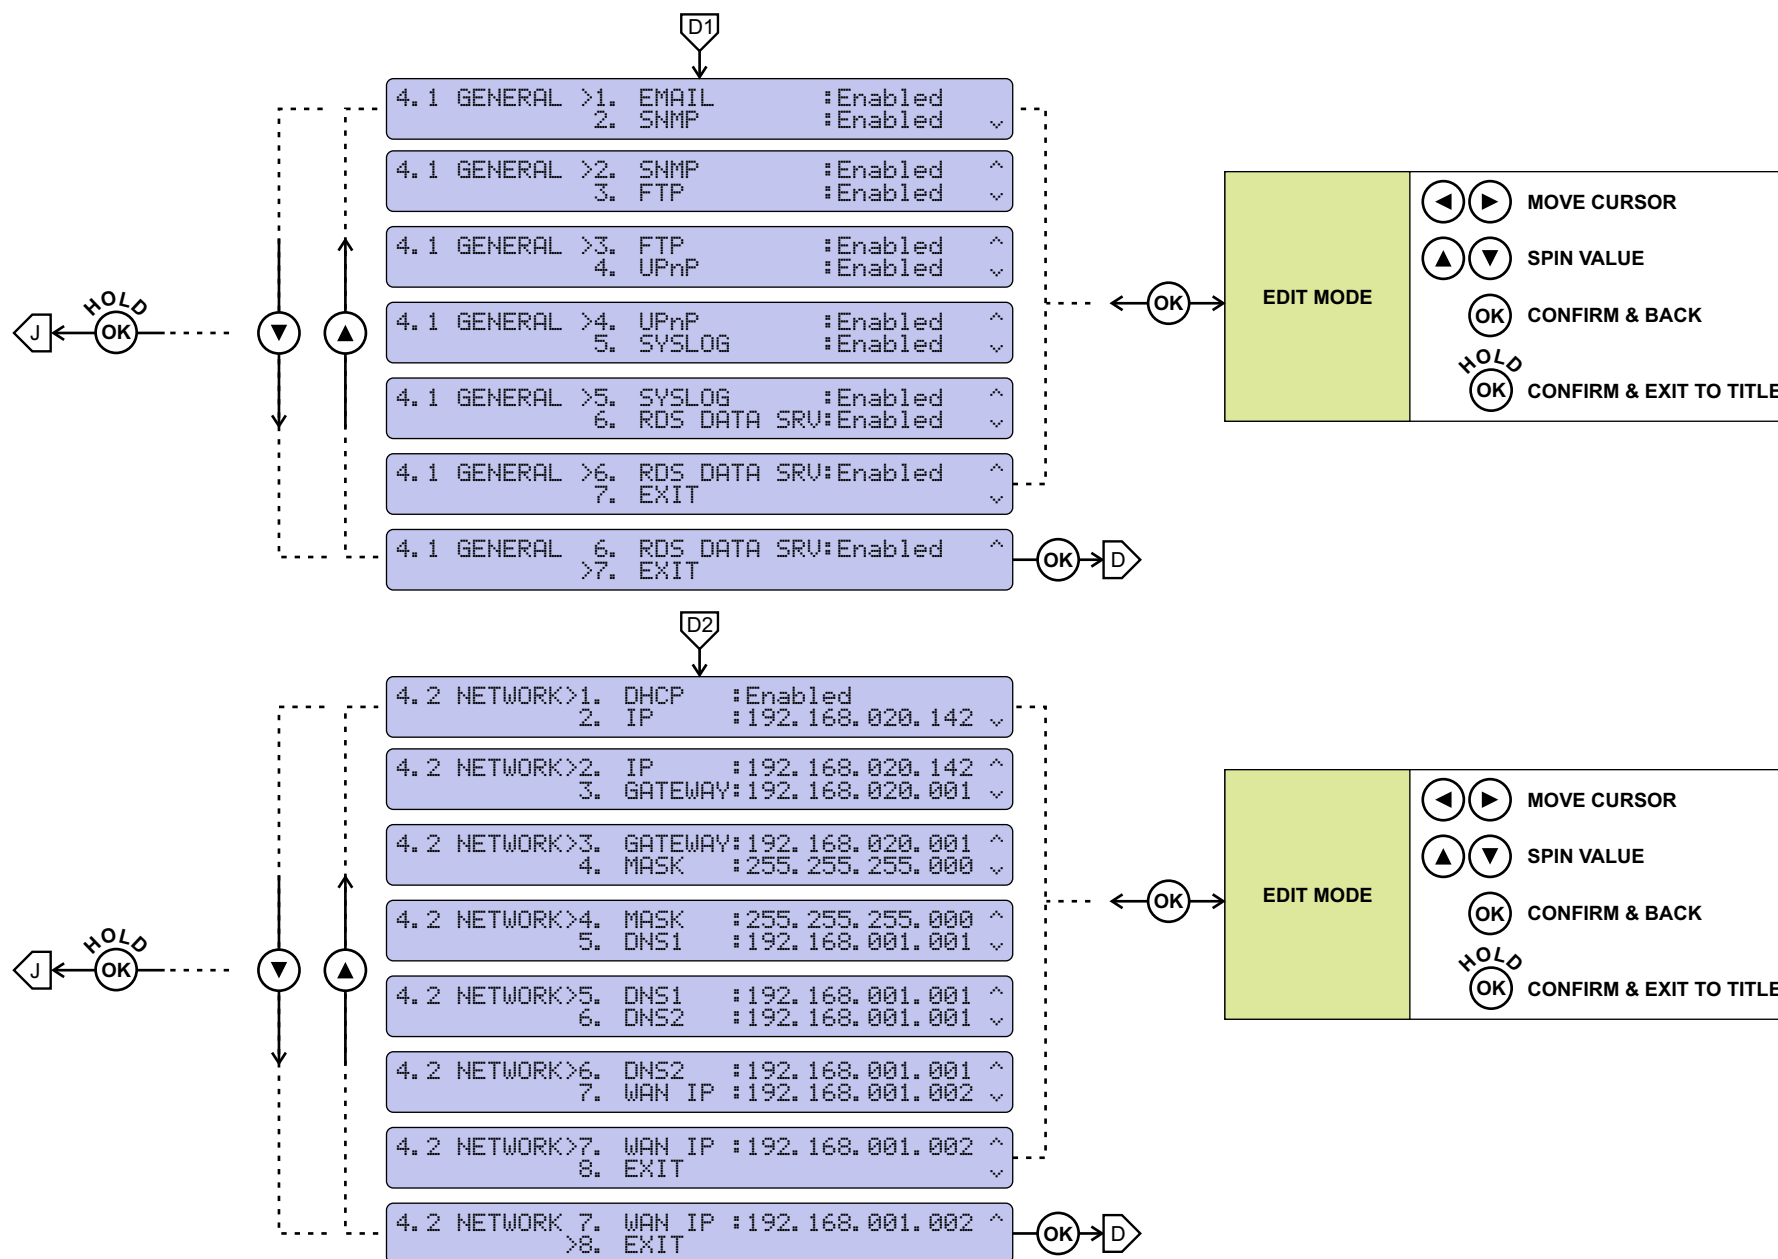 D1
4.1 GENERAL >1. EMAIL :Enabled
2. SNMP :Enabled
4.1 GENERAL >2. SNMP :Enabled ^
3. FTP :Enabled
4.1 GENERAL >3. FTP :Enabled ^
4. UPnP :Enabled
4.1 GENERAL >4. UPnP :Enabled ^
5. SYSLOG :Enabled
4.1 GENERAL >5. SYSLOG :Enabled ^
6. RDS DATA SRV:Enabled
4.1 GENERAL >6. RDS DATA SRV:Enabled ^
7. EXIT
4.1 GENERAL 6. RDS DATA SRV:Enabled ^
>7. EXIT
J
HOLD
OK
OK
D
OK
EDIT MODE
MOVE CURSOR
SPIN VALUE
OK CONFIRM & BACK
HOLD
OK CONFIRM & EXIT TO TITLE
D2
4.2 NETWORK>1. DHCP :Enabled
2. IP :192.168.020.142
4.2 NETWORK>2. IP :192.168.020.142 ^
3. GATEWAY:192.168.020.001
4.2 NETWORK>3. GATEWAY:192.168.020.001 ^
4. MASK :255.255.255.000
4.2 NETWORK>4. MASK :255.255.255.000 ^
5. DNS1 :192.168.001.001
4.2 NETWORK>5. DNS1 :192.168.001.001 ^
6. DNS2 :192.168.001.001
4.2 NETWORK>6. DNS2 :192.168.001.001 ^
7. WAN IP :192.168.001.002
4.2 NETWORK>7. WAN IP :192.168.001.002 ^
8. EXIT
4.2 NETWORK 7. WAN IP :192.168.001.002 ^
>8. EXIT
J
HOLD
OK
OK
D
OK
EDIT MODE
MOVE CURSOR
SPIN VALUE
OK CONFIRM & BACK
HOLD
OK CONFIRM & EXIT TO TITLE